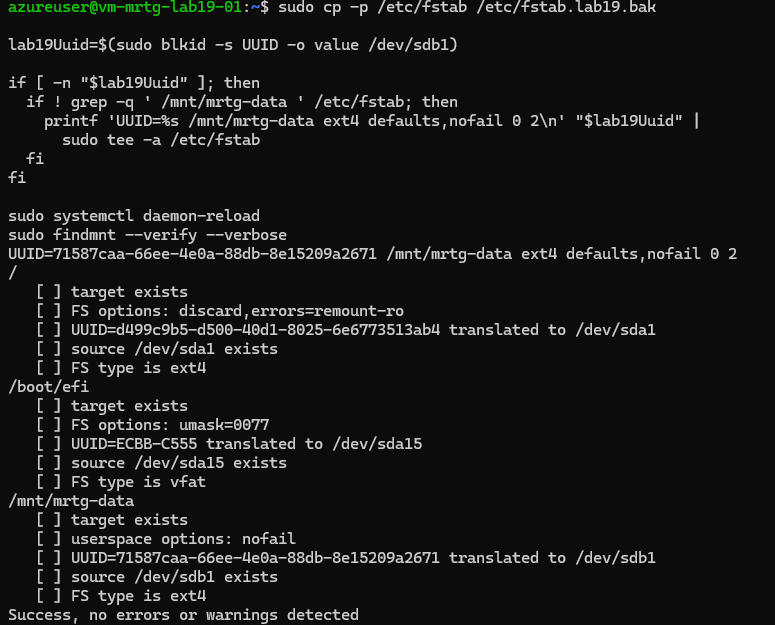 azureuser@vm-mrtg-lab19-01:~$ sudo cp -p /etc/fstab /etc/fstab.lab19.bak
lab19Uuid=$(sudo blkid -s UUID -o value /dev/sdb1)
if [ -n "$lab19Uuid" ]; then
  if ! grep -q ' /mnt/mrtg-data ' /etc/fstab; then
    printf 'UUID=%s /mnt/mrtg-data ext4 defaults,nofail 0 2\n' "$lab19Uuid" |
      sudo tee -a /etc/fstab
  fi
fi
sudo systemctl daemon-reload
sudo findmnt --verify --verbose
UUID=71587caa-66ee-4e0a-88db-8e15209a2671 /mnt/mrtg-data ext4 defaults,nofail 0 2
/
   [ ] target exists
   [ ] FS options: discard,errors=remount-ro
   [ ] UUID=d499c9b5-d500-40d1-8025-6e6773513ab4 translated to /dev/sda1
   [ ] source /dev/sda1 exists
   [ ] FS type is ext4
/boot/efi
   [ ] target exists
   [ ] FS options: umask=0077
   [ ] UUID=ECBB-C555 translated to /dev/sda15
   [ ] source /dev/sda15 exists
   [ ] FS type is vfat
/mnt/mrtg-data
   [ ] target exists
   [ ] userspace options: nofail
   [ ] UUID=71587caa-66ee-4e0a-88db-8e15209a2671 translated to /dev/sdb1
   [ ] source /dev/sdb1 exists
   [ ] FS type is ext4
Success, no errors or warnings detected